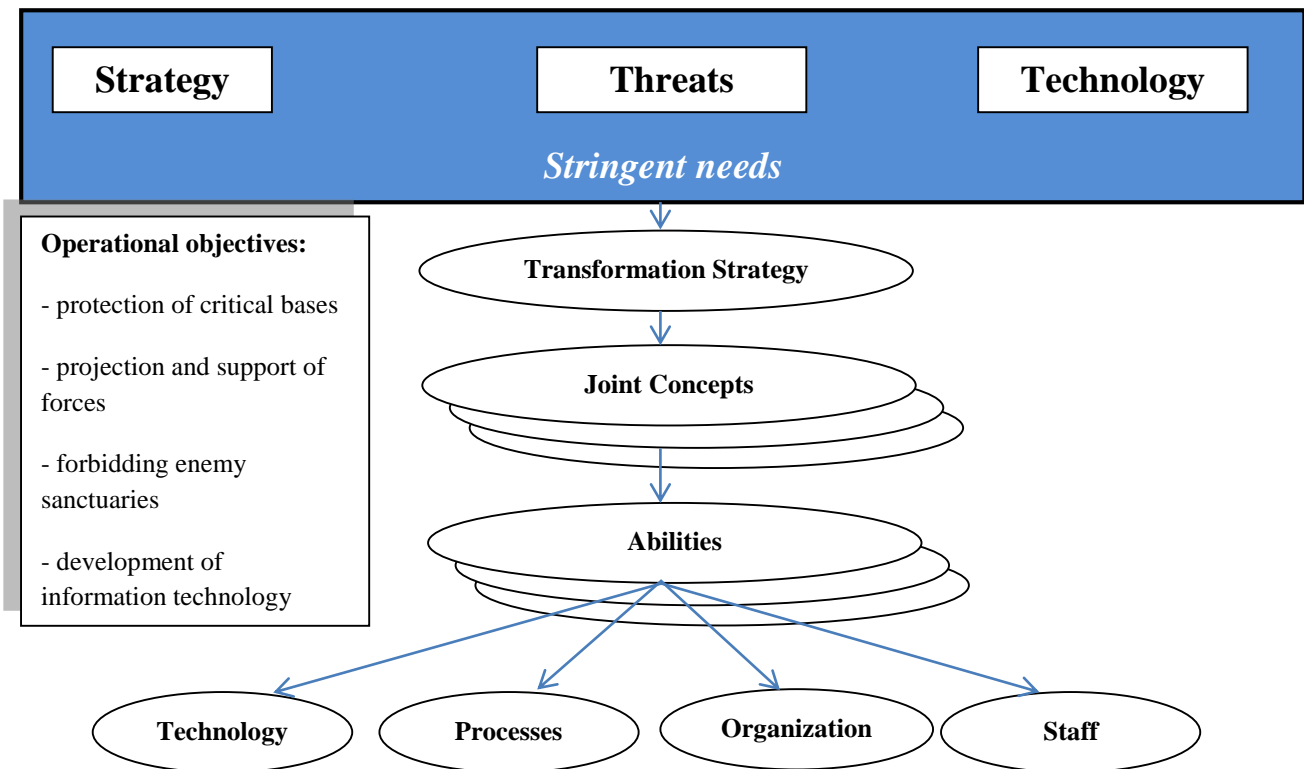 Strategy
Threats
Technology
Stringent needs
Operational objectives:
- protection of critical bases
- projection and support of
forces
- forbidding enemy
sanctuaries
- development of
information technology
Transformation Strategy
Joint Concepts
Abilities
Technology
Processes
Organization
Staff